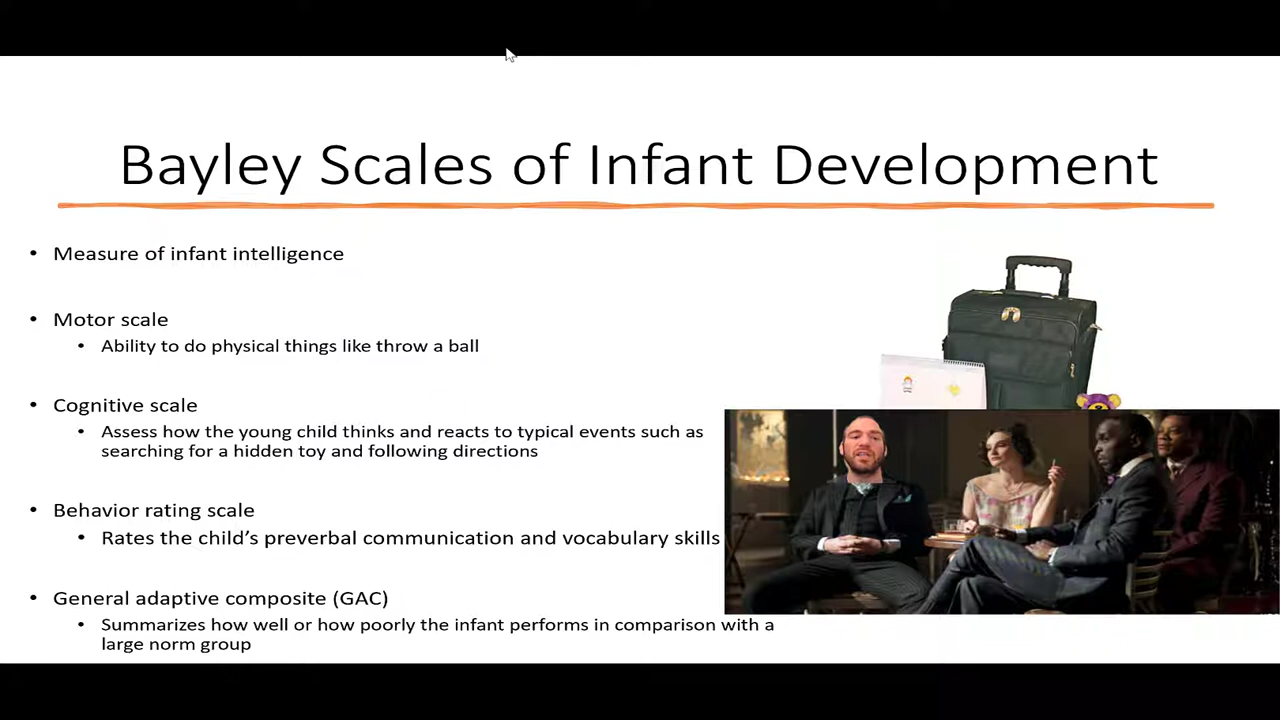 Bayley Scales of Infant Development
• Measure of infant intelligence
• Motor scale
• Ability to do physical things like throw a ball
• Cognitive scale
• Assess how the young child thinks and reacts to typical events such as
searching for a hidden toy and following directions
• Behavior rating scale
• Rates the child’s preverbal communication and vocabulary skills
• General adaptive composite (GAC)
• Summarizes how well or how poorly the infant performs in comparison with a
large norm group